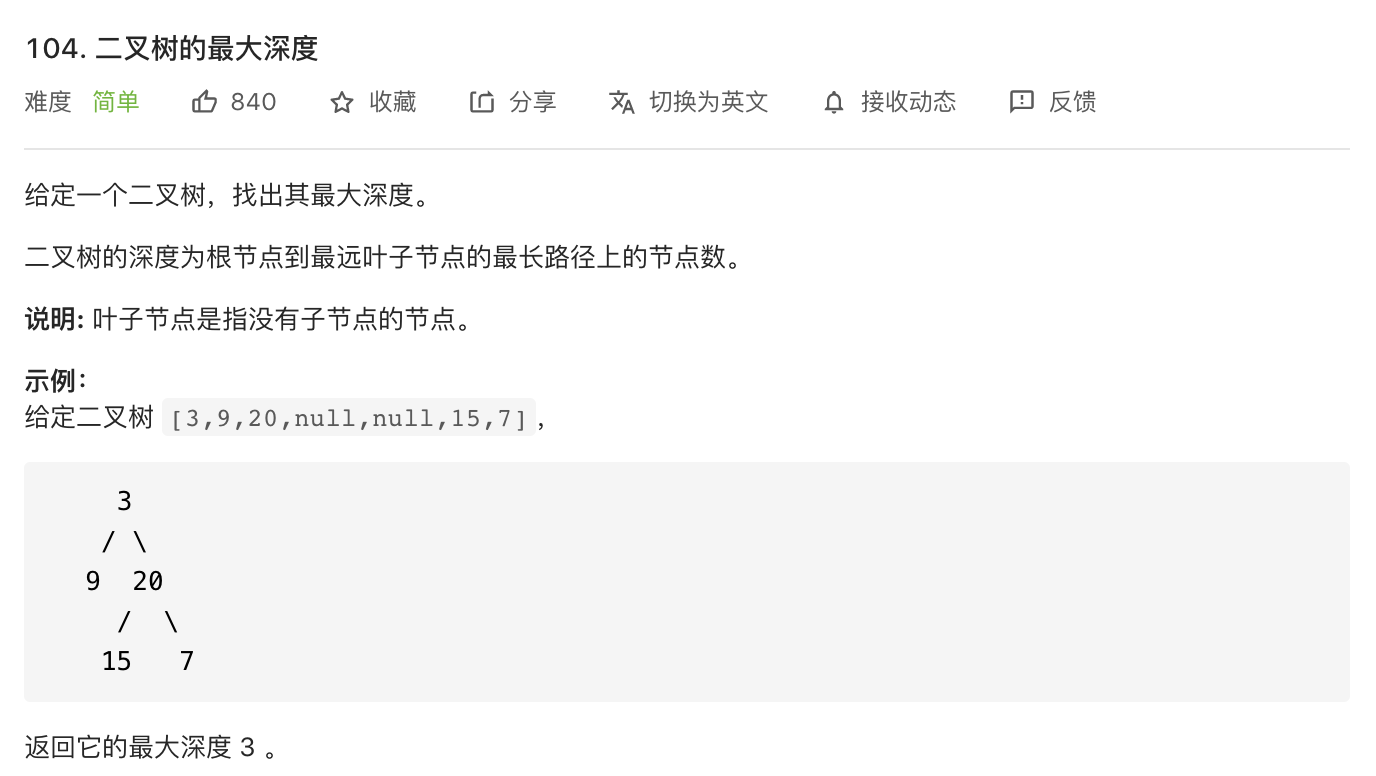 104. 二叉树的最大深度
难度 简单 840 收藏 分享 切换为英文 接收动态 反馈
给定一个二叉树，找出其最大深度。
二叉树的深度为根节点到最远叶子节点的最长路径上的节点数。
说明: 叶子节点是指没有子节点的节点。
示例：
给定二叉树 [3,9,20,null,null,15,7]，
3
/ \
9 20
/ \
15 7
返回它的最大深度 3 。